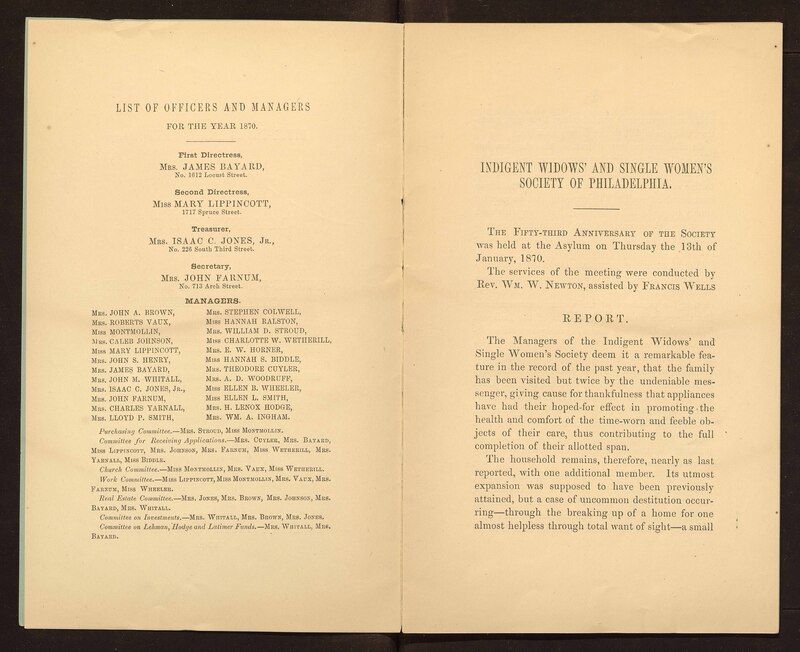 LIST OF OFFICERS AND MANAGERS
FOR THE YEAR 1870.
First Directress,
Mrs. JAMES BAYARD,
No. 1612 Locust Street.
Second Directress,
Miss MARY LIPPINCOTT,
1717 Spruce Street.
Treasurer,
Mrs. ISAAC C. JONES, Jr.,
No. 226 South Third Street.
Secretary,
Mrs. JOHN FARNUM,
No. 713 Arch Street.
MANAGERS.
Mrs. JOHN A. BROWN,
Mrs. ROBERTS VAUX,
Miss MONTMOLLIN,
Mrs. CALEB JOHNSON,
Miss MARY LIPPINCOTT,
Mrs. JOHN S. HENRY,
Mrs. JAMES BAYARD,
Mrs. JOHN M. WHITALL,
Mrs. ISAAC C. JONES, Jr.,
Mrs. JOHN FARNUM,
Mrs. CHARLES YARNALL,
Mrs. LLOYD P. SMITH,
Mrs. STEPHEN COLWELL,
Miss HANNAH RALSTON,
Mrs. WILLIAM D. STROUD,
Miss CHARLOTTE W. WETHERILL,
Mrs. E. W. HORNER,
Miss HANNAH S. BIDDLE,
Mrs. THEODORE CUYLER,
Mrs. A. D. WOODRUFF,
Miss ELLEN B. WHEELER,
Miss ELLEN L. SMITH,
Mrs. H. LENOX HODGE,
Mrs. WM. A. INGHAM.
Purchasing Committee.—Mrs. Stroud, Miss Montmollin.
Committee for Receiving Applications.—Mrs. Cuyler, Mrs. Bayard,
Miss Lippincott, Mrs. Johnson, Mrs. Farnum, Miss Wetherill, Mrs.
Yarnall, Miss Biddle.
Church Committee.—Miss Montmollin, Mrs. Vaux, Miss Wetherill.
Work Committee.—Miss Lippincott, Miss Montmollin, Mrs. Vaux, Mrs.
Farnum, Miss Wheeler.
Real Estate Committee.—Mrs. Jones, Mrs. Brown, Mrs. Johnson, Mrs.
Bayard, Mrs. Whitall.
Committee on Investments.—Mrs. Whitall, Mrs. Brown, Mrs. Jones.
Committee on Lehman, Hodge and Latimer Funds.—Mrs. Whitall, Mrs.
Bayard.
INDIGENT WIDOWS' AND SINGLE WOMEN'S
SOCIETY OF PHILADELPHIA.
The Fifty-third Anniversary of the Society
was held at the Asylum on Thursday the 13th of
January, 1870.
The services of the meeting were conducted by
Rev. Wm. W. Newton, assisted by Francis Wells
REPORT.
The Managers of the Indigent Widows' and
Single Women's Society deem it a remarkable fea-
ture in the record of the past year, that the family
has been visited but twice by the undeniable mes-
senger, giving cause for thankfulness that appliances
have had their hoped-for effect in promoting the
health and comfort of the time-worn and feeble ob-
jects of their care, thus contributing to the full
completion of their allotted span.
The household remains, therefore, nearly as last
reported, with one additional member. Its utmost
expansion was supposed to have been previously
attained, but a case of uncommon destitution occur-
ring—through the breaking up of a home for one
almost helpless through total want of sight—a small